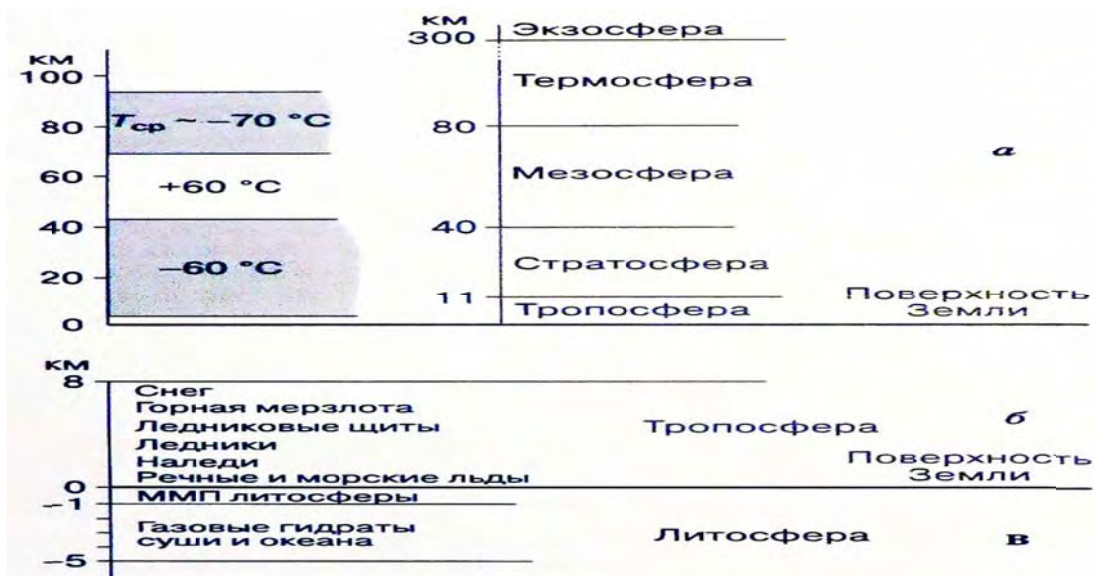 км
100
80
60
40
20
0
Tср ~ −70 °C
+60 °C
−60 °C
км
300
80
40
11
Экзосфера
Термосфера
Мезосфера
Стратосфера
Тропосфера
а
Поверхность
Земли
км
8
0
−1
−5
Снег
Горная мерзлота
Ледниковые щиты
Ледники
Наледи
Речные и морские льды
ММП литосферы
Газовые гидраты
суши и океана
Тропосфера
б
Поверхность
Земли
Литосфера
в